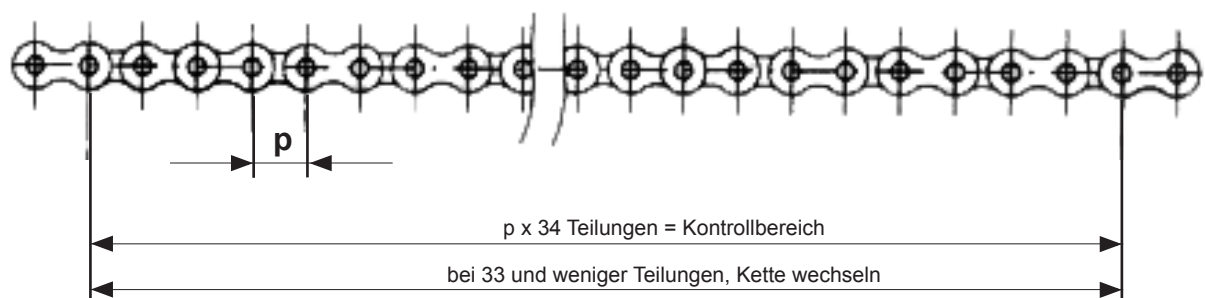 p
p x 34 Teilungen = Kontrollbereich
bei 33 und weniger Teilungen, Kette wechseln